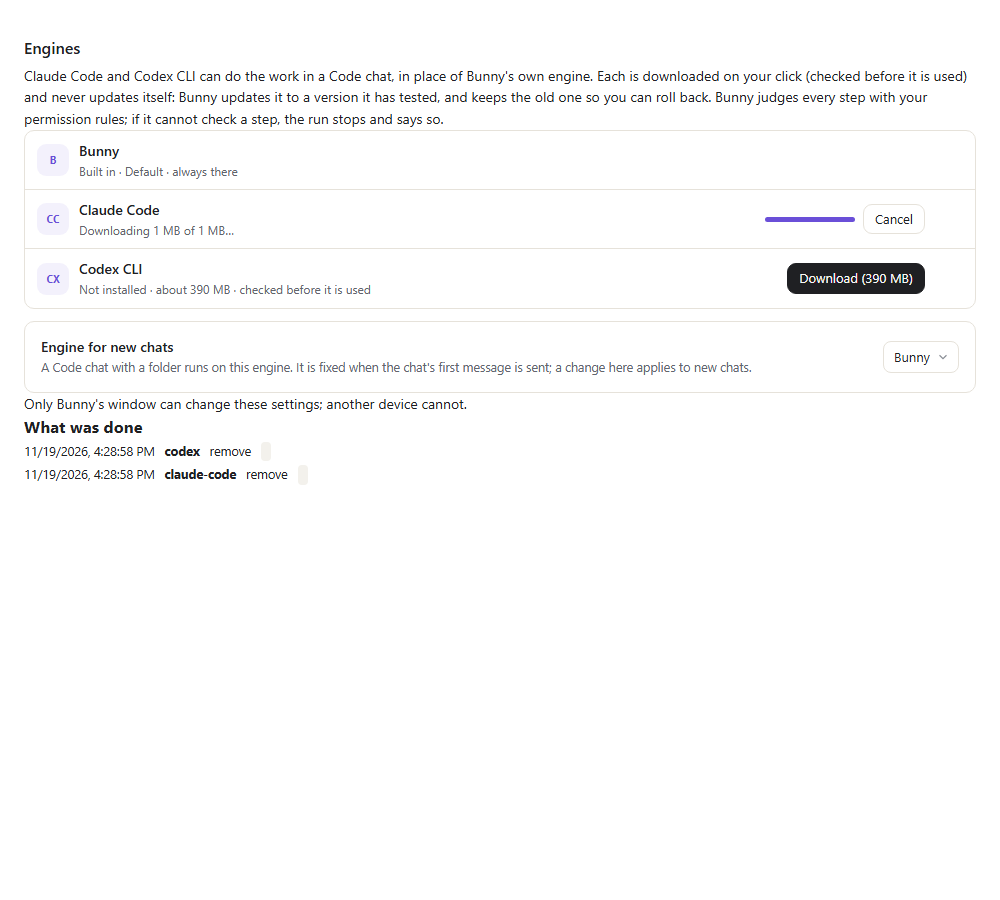 Engines
Claude Code and Codex CLI can do the work in a Code chat, in place of Bunny's own engine. Each is downloaded on your click (checked before it is used)
and never updates itself: Bunny updates it to a version it has tested, and keeps the old one so you can roll back. Bunny judges every step with your
permission rules; if it cannot check a step, the run stops and says so.
B
Bunny
Built in · Default · always there
CC
Claude Code
Downloading 1 MB of 1 MB...
Cancel
CX
Codex CLI
Not installed · about 390 MB · checked before it is used
Download (390 MB)
Engine for new chats
A Code chat with a folder runs on this engine. It is fixed when the chat's first message is sent; a change here applies to new chats.
Bunny
Only Bunny's window can change these settings; another device cannot.
What was done
11/19/2026, 4:28:58 PM codex remove
11/19/2026, 4:28:58 PM claude-code remove